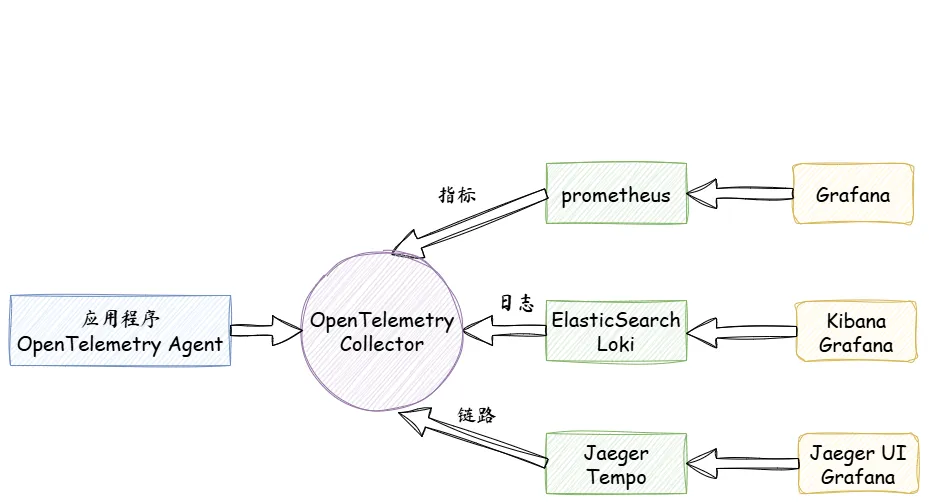 指标
prometheus
Grafana
应用程序
OpenTelemetry Agent
OpenTelemetry
Collector
日志
ElasticSearch
Loki
Kibana
Grafana
链路
Jaeger
Tempo
Jaeger UI
Grafana